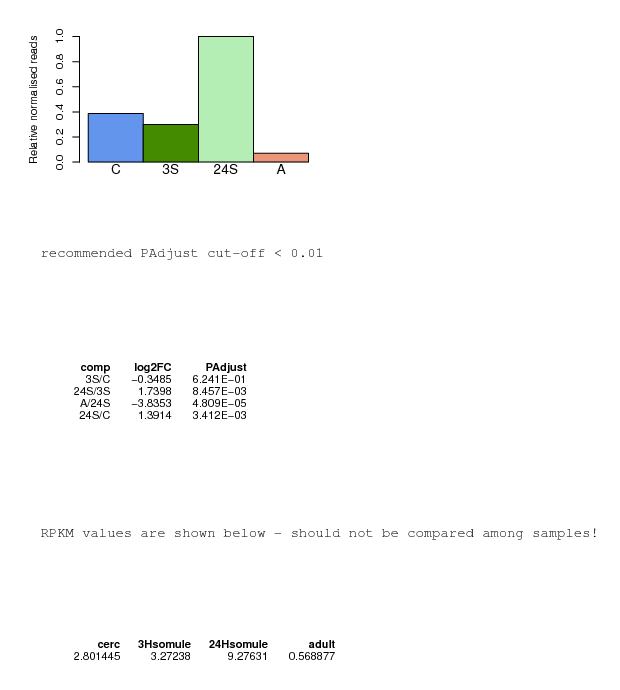 Relative normalised reads
1.0
0.8
0.6
0.4
0.2
0.0
C 3S 24S A
recommended PAdjust cut-off < 0.01
comp log2FC PAdjust
3S/C −0.3485 6.241E−01
24S/3S 1.7398 8.457E−03
A/24S −3.8353 4.809E−05
24S/C 1.3914 3.412E−03
RPKM values are shown below - should not be compared among samples!
cerc 3Hsomule 24Hsomule adult
2.801445 3.27238 9.27631 0.568877